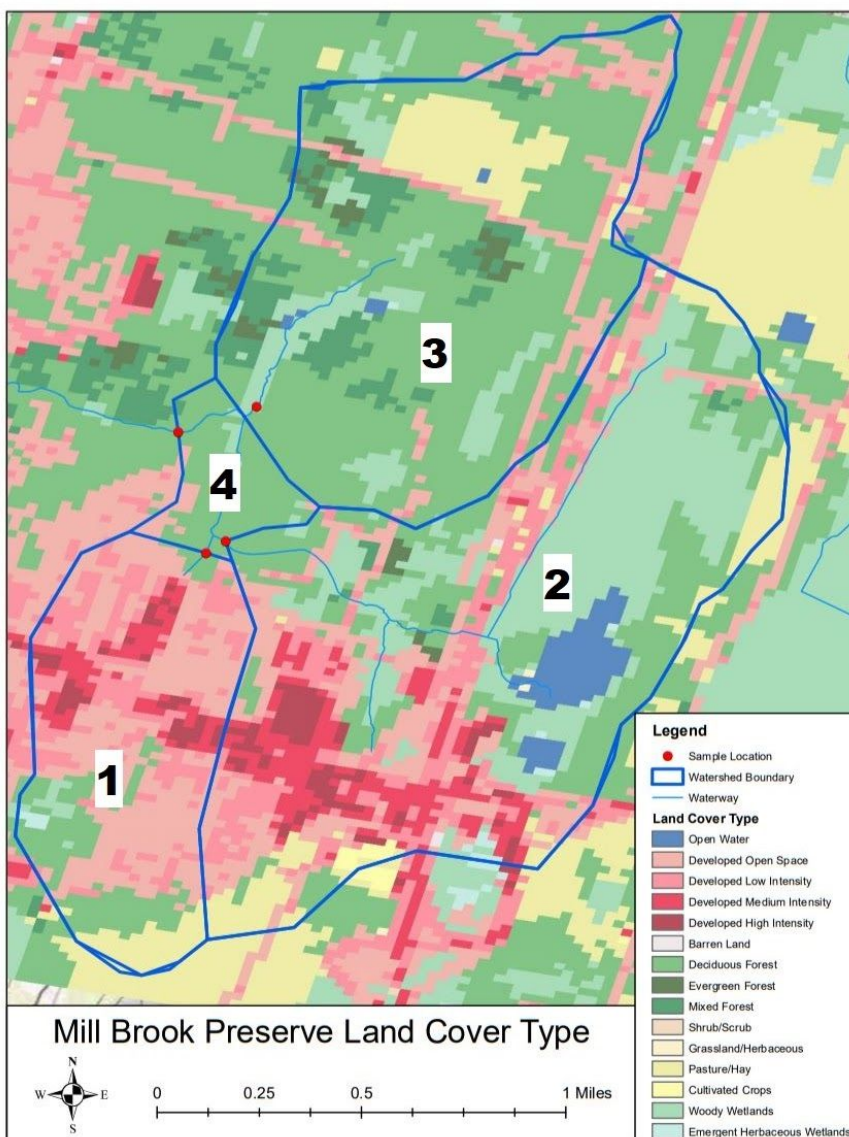 3
4
2
1
Legend
Sample Location
Watershed Boundary
Waterway
Land Cover Type
Open Water
Developed Open Space
Developed Low Intensity
Developed Medium Intensity
Developed High Intensity
Barren Land
Deciduous Forest
Evergreen Forest
Mixed Forest
Shrub/Scrub
Grassland/Herbaceous
Pasture/Hay
Cultivated Crops
Woody Wetlands
Emergent Herbaceous Wetlands
Mill Brook Preserve Land Cover Type
N
W E
S
0 0.25 0.5 1 Miles